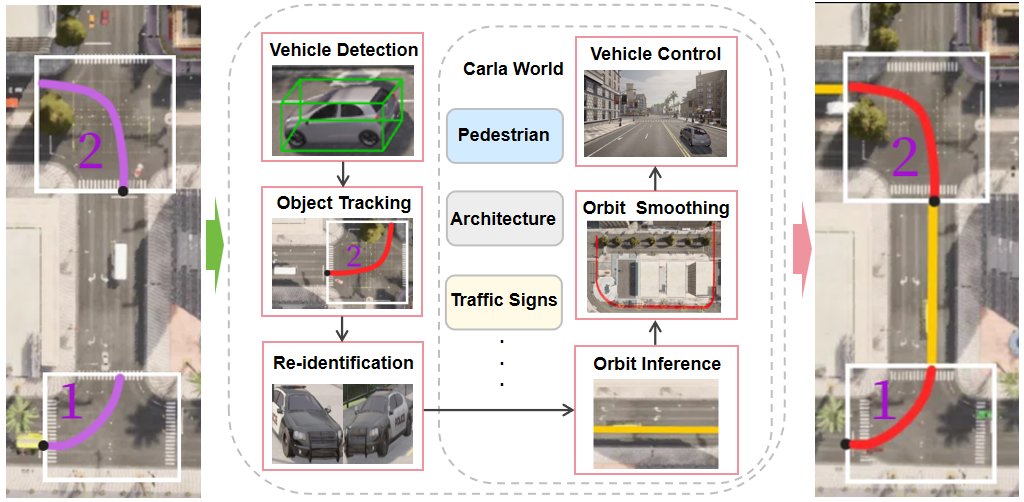 2
1
Vehicle Detection
Object Tracking
2
Re-identification
POLICE
Carla World
Pedestrian
Architecture
Traffic Signs
Vehicle Control
Orbit Smoothing
Orbit Inference
2
1